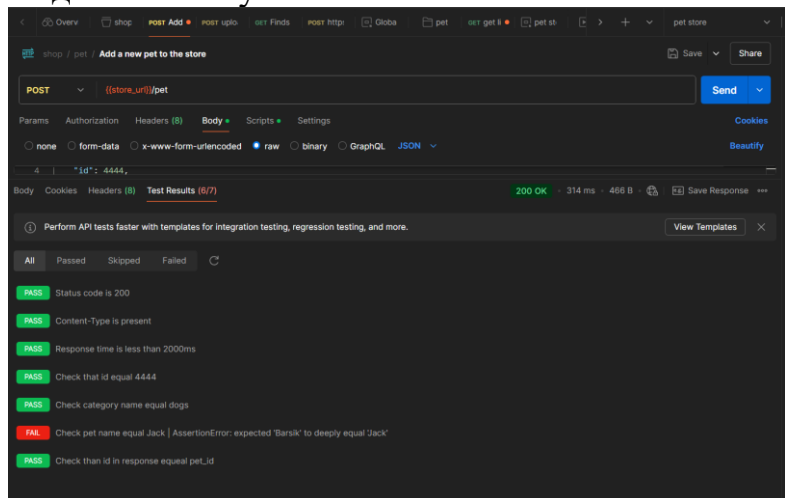 Overv shop POST Add POST uplo GET Finds POST http: Globa pet GET get li pet st pet store
shop / pet / Add a new pet to the store Save Share
POST {{store_url}}/pet Send
Params Authorization Headers (8) Body Scripts Settings Cookies
none form-data x-www-form-urlencoded raw binary GraphQL JSON Beautify
4 "id": 4444,
Body Cookies Headers (8) Test Results (6/7) 200 OK 314 ms 466 B Save Response
Perform API tests faster with templates for integration testing, regression testing, and more. View Templates
All Passed Skipped Failed
PASS Status code is 200
PASS Content-Type is present
PASS Response time is less than 2000ms
PASS Check that id equal 4444
PASS Check category name equal dogs
FAIL Check pet name equal Jack | AssertionError: expected 'Barsik' to deeply equal 'Jack'
PASS Check than id in response equeal pet_id